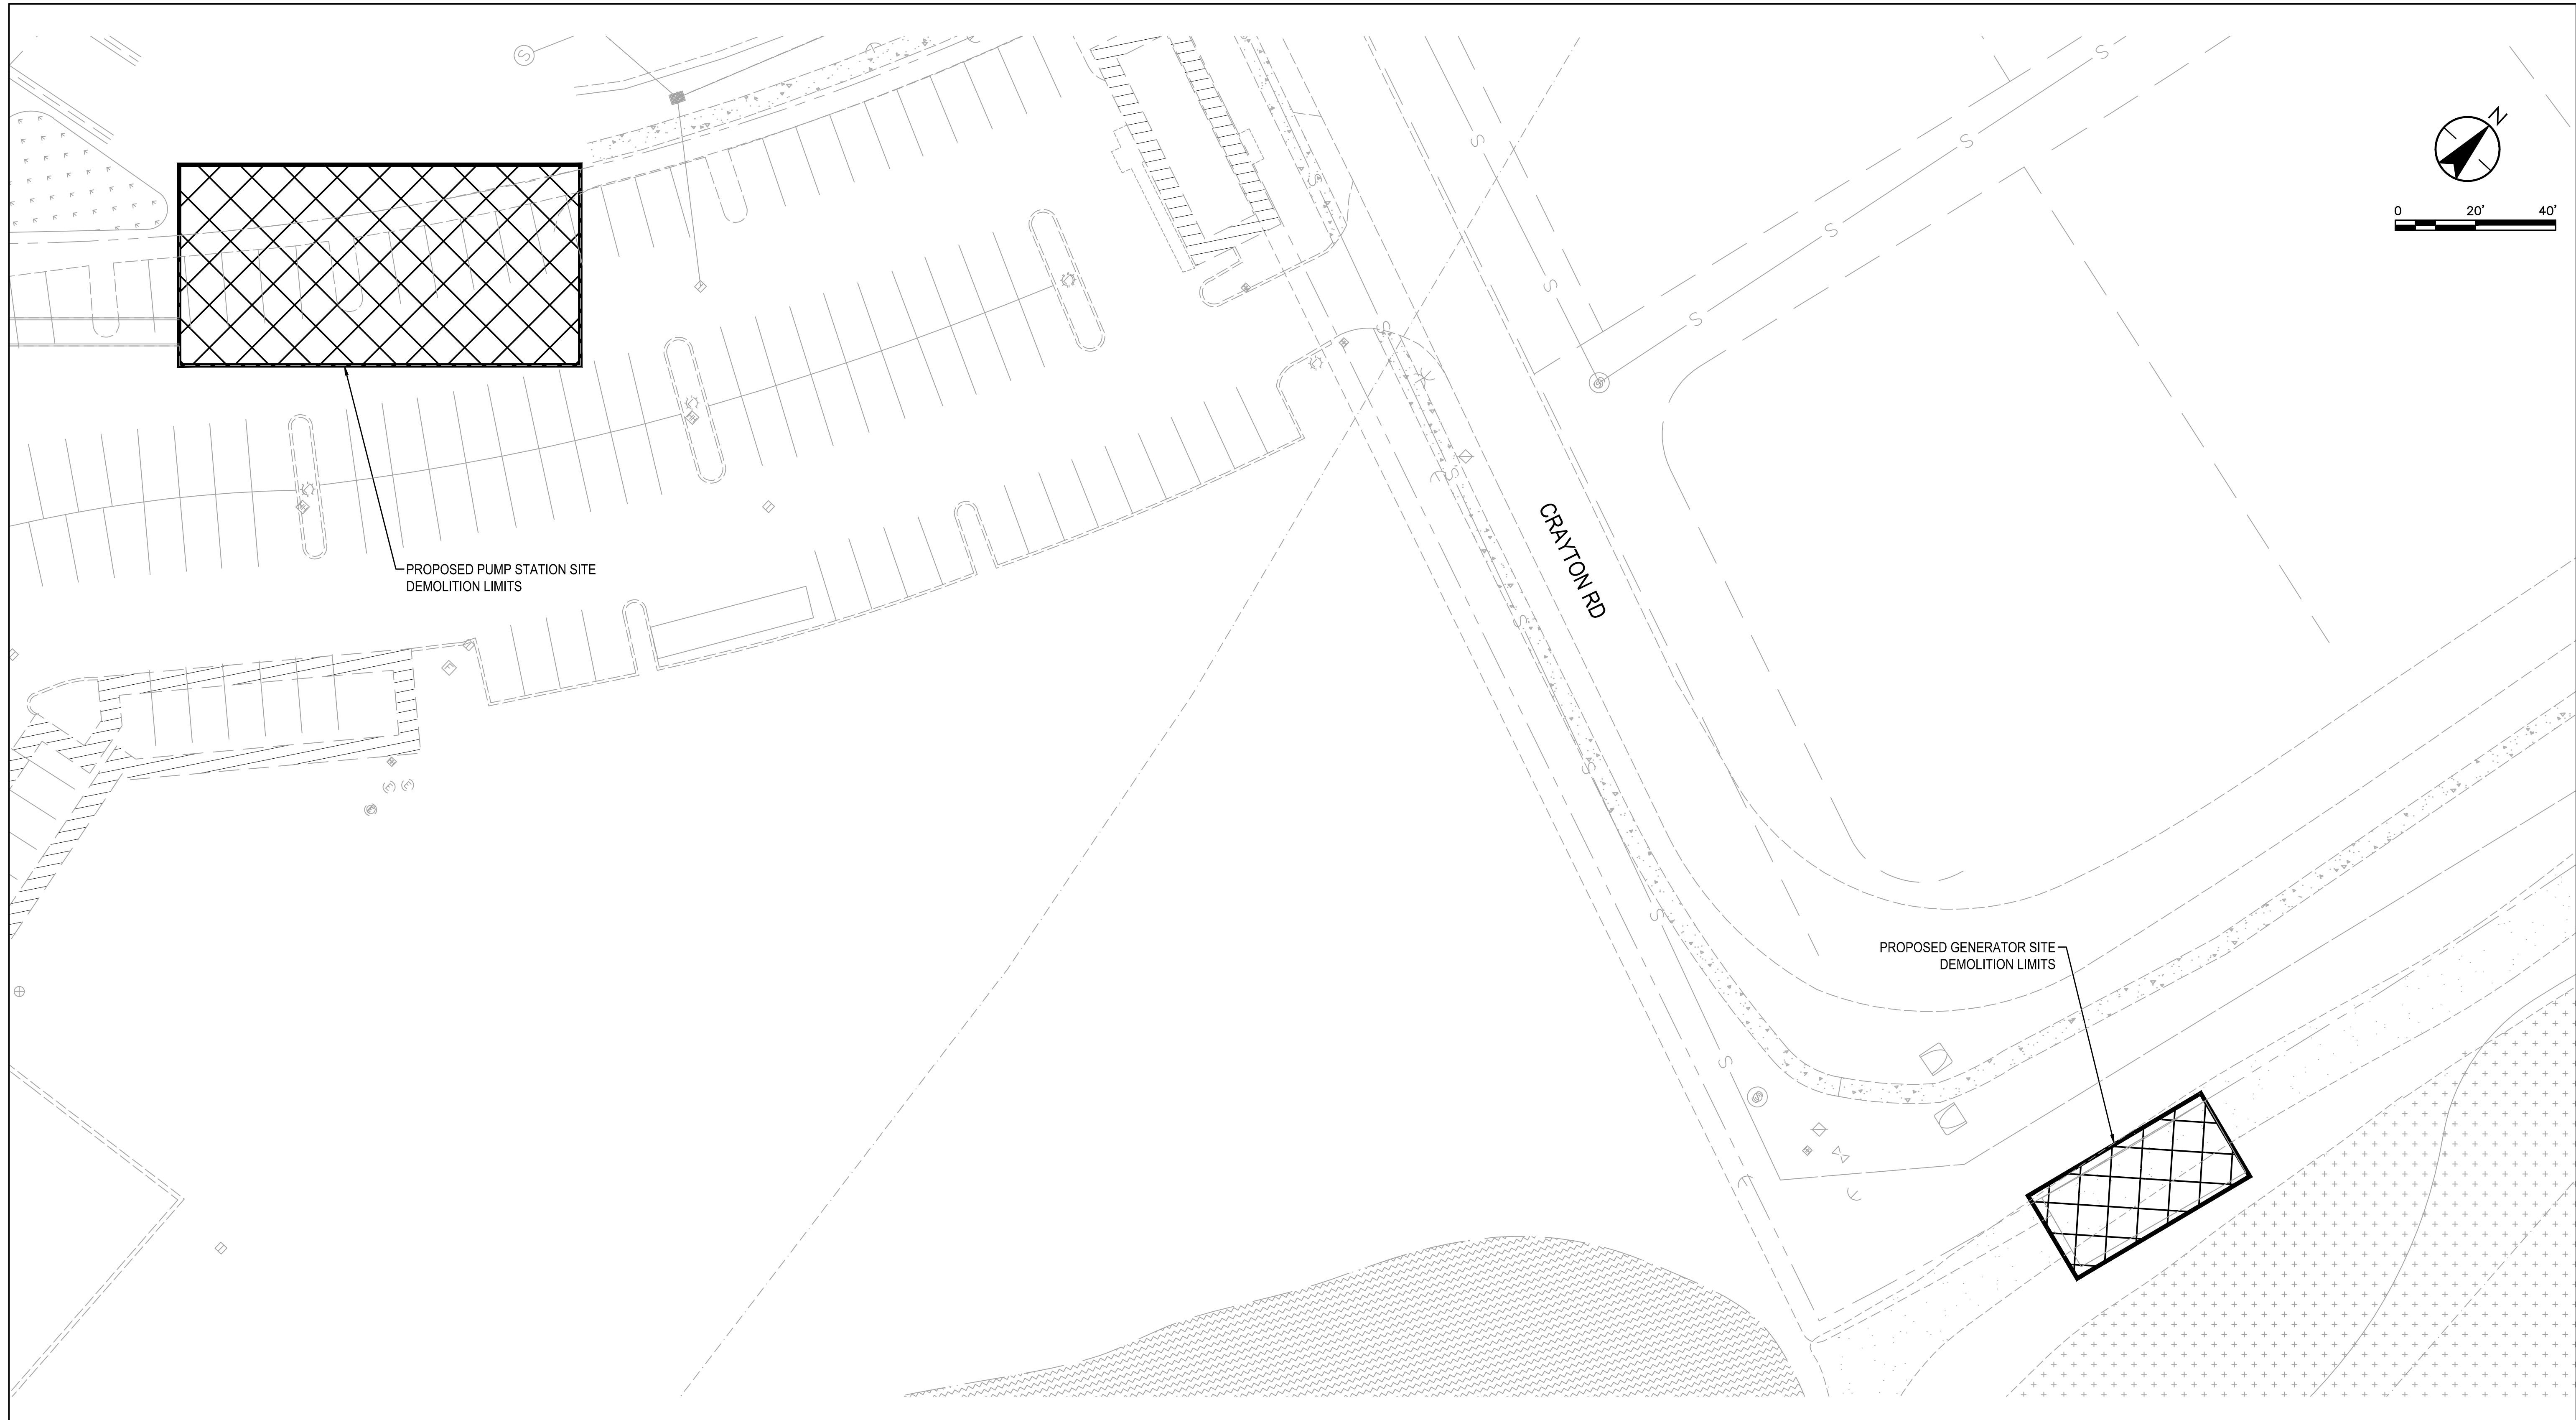 N
0 20' 40'
S
S
S
S
S
S
S
S
S
CRAYTON RD
S
S
PROPOSED PUMP STATION SITE
DEMOLITION LIMITS
S
S
PROPOSED GENERATOR SITE
DEMOLITION LIMITS
S